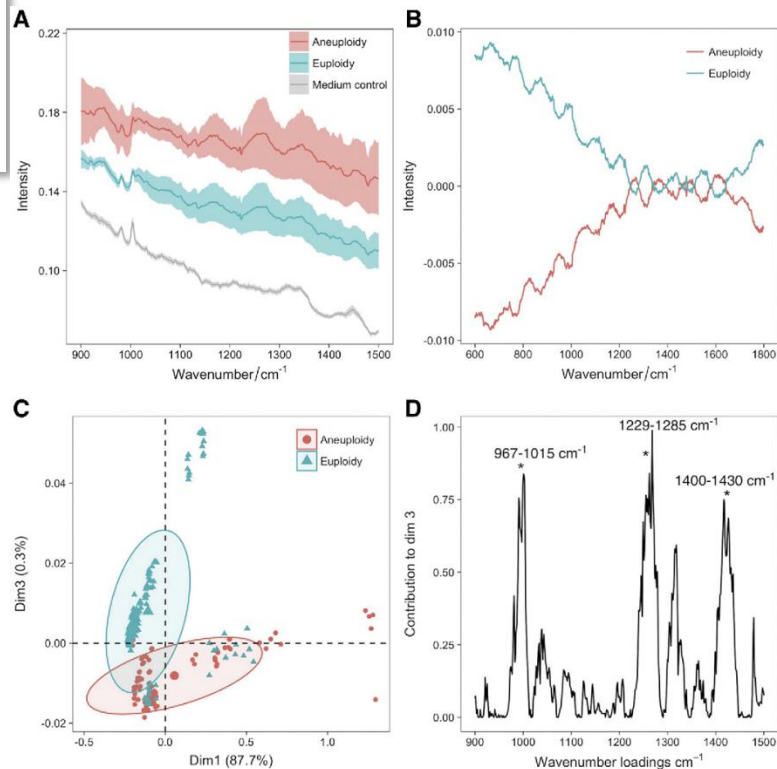 A
0.22
0.18
0.14
0.10
Intensity
Aneuploidy
Euploidy
Medium control
900 1000 1100 1200 1300 1400 1500
Wavenumber/cm⁻¹
B
0.010
0.005
0.000
-0.005
-0.010
Intensity
Aneuploidy
Euploidy
600 800 1000 1200 1400 1600 1800
Wavenumber/cm⁻¹
C
0.04
0.02
0.00
-0.02
Dim3 (0.3%)
Aneuploidy
Euploidy
-0.5 0.0 0.5 1.0
Dim1 (87.7%)
D
1.00
0.75
0.50
0.25
0.00
Contribution to dim 3
1229-1285 cm⁻¹
*
967-1015 cm⁻¹
*
1400-1430 cm⁻¹
*
900 1000 1100 1200 1300 1400 1500
Wavenumber loadings cm⁻¹